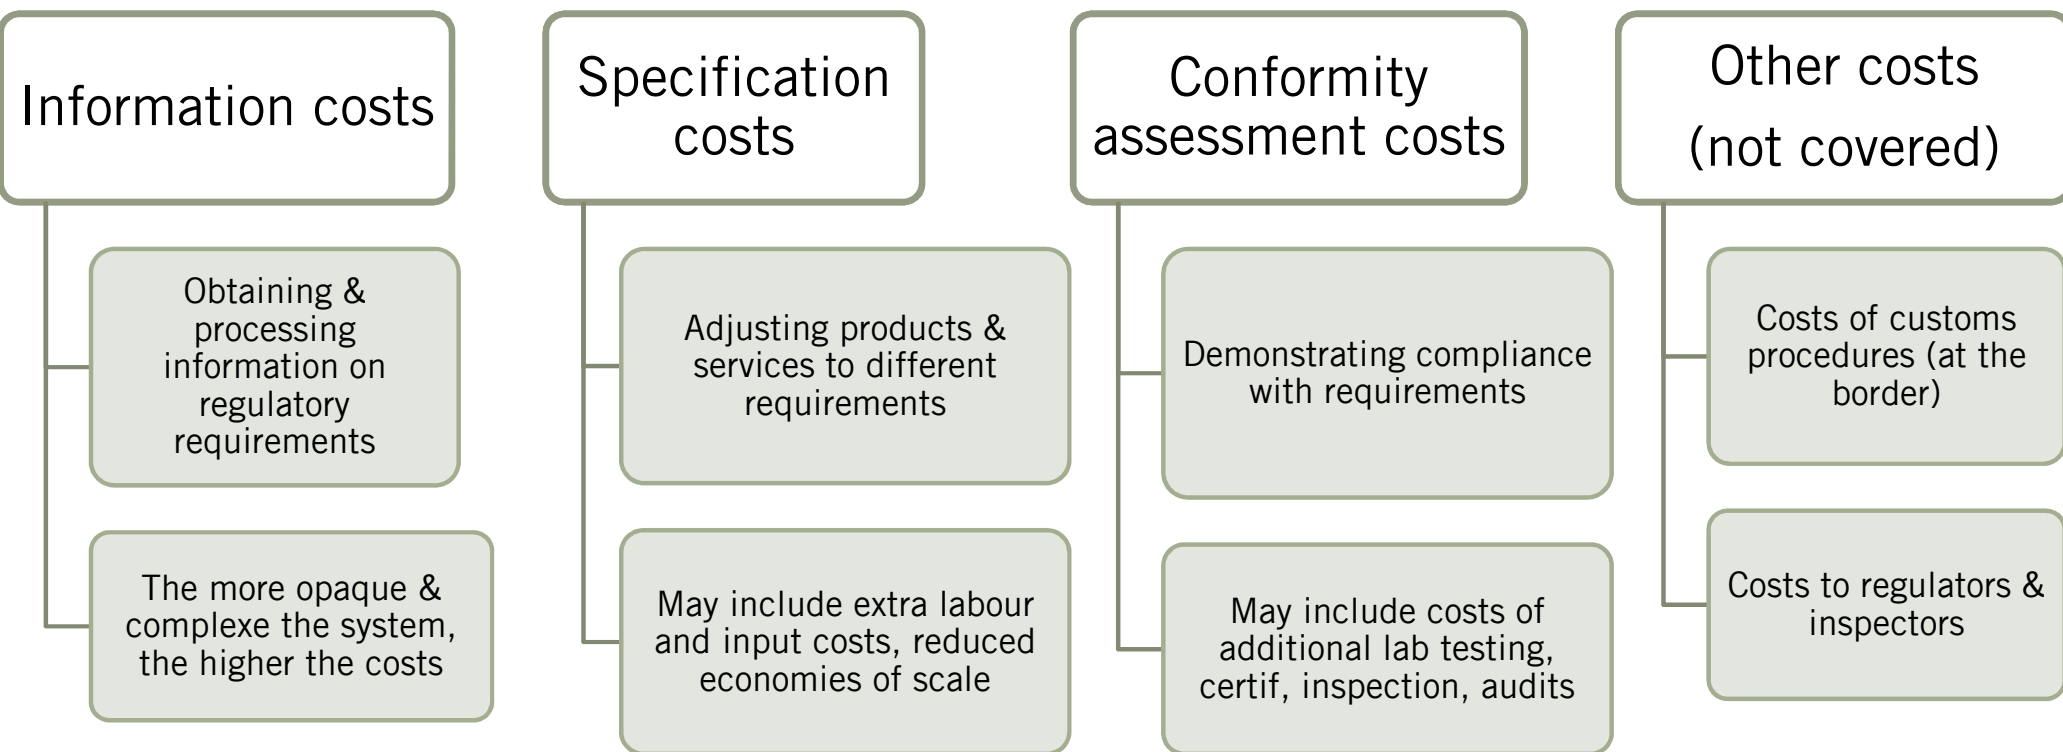 Information costs
Obtaining &
processing
information on
regulatory
requirements
The more opaque &
complexe the system,
the higher the costs
Specification
costs
Adjusting products &
services to different
requirements
May include extra labour
and input costs, reduced
economies of scale
Conformity
assessment costs
Demonstrating compliance
with requirements
May include costs of
additional lab testing,
certif, inspection, audits
Other costs
(not covered)
Costs of customs
procedures (at the
border)
Costs to regulators &
inspectors